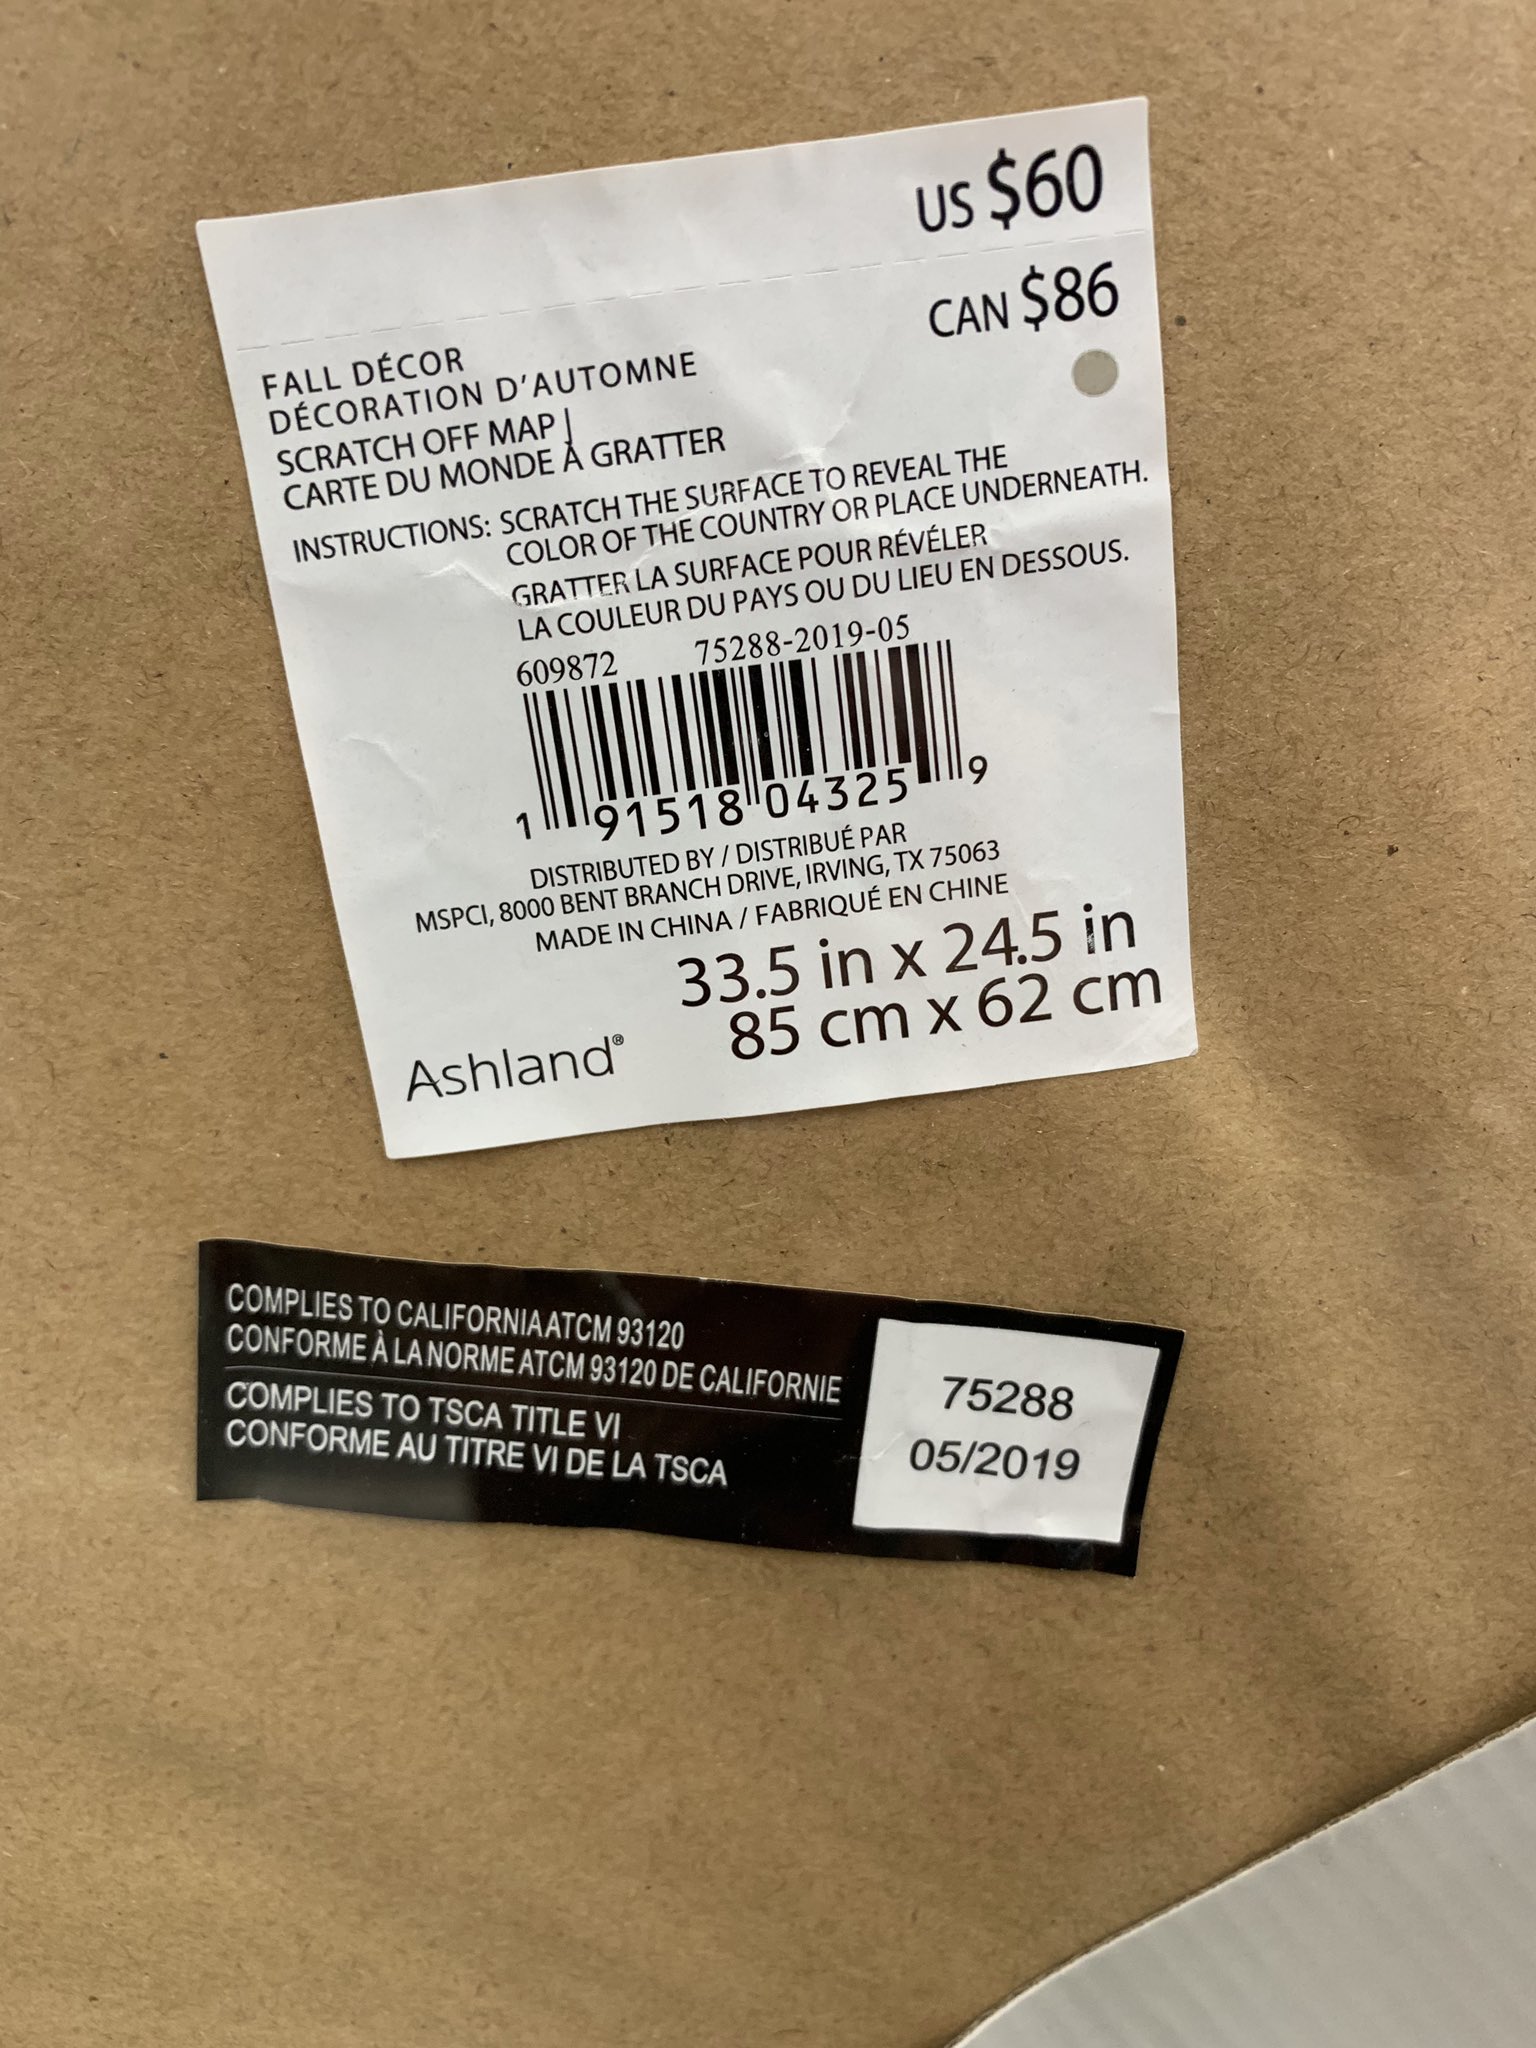 US $60
CAN $86
FALL DÉCOR
DÉCORATION D'AUTOMNE
SCRATCH OFF MAP |
CARTE DU MONDE À GRATTER
INSTRUCTIONS: SCRATCH THE SURFACE TO REVEAL THE
COLOR OF THE COUNTRY OR PLACE UNDERNEATH.
GRATTER LA SURFACE POUR RÉVÉLER
LA COULEUR DU PAYS OU DU LIEU EN DESSOUS.
609872 75288-2019-05
1 91518 04325 9
DISTRIBUTED BY / DISTRIBUÉ PAR
MSPCI, 8000 BENT BRANCH DRIVE, IRVING, TX 75063
MADE IN CHINA / FABRIQUÉ EN CHINE
33.5 in x 24.5 in
85 cm x 62 cm
Ashland®
COMPLIES TO CALIFORNIA ATCM 93120
CONFORME À LA NORME ATCM 93120 DE CALIFORNIE
COMPLIES TO TSCA TITLE VI
CONFORME AU TITRE VI DE LA TSCA
75288
05/2019